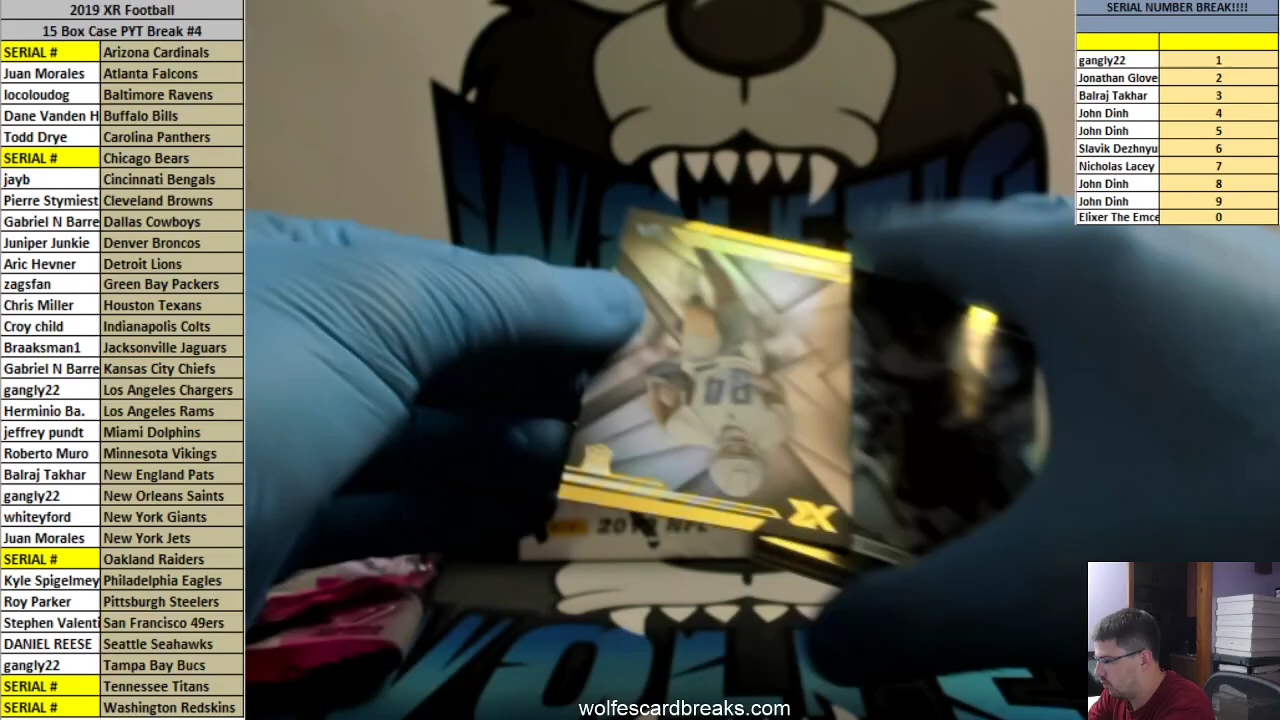 2019 XR Football
15 Box Case PYT Break #4
SERIAL # Arizona Cardinals
Juan Morales Atlanta Falcons
locoloudog Baltimore Ravens
Dane Vanden H Buffalo Bills
Todd Drye Carolina Panthers
SERIAL # Chicago Bears
jayb Cincinnati Bengals
Pierre Stymiest Cleveland Browns
Gabriel N Barre Dallas Cowboys
Juniper Junkie Denver Broncos
Aric Hevner Detroit Lions
zagsfan Green Bay Packers
Chris Miller Houston Texans
Croy child Indianapolis Colts
Braaksman1 Jacksonville Jaguars
Gabriel N Barre Kansas City Chiefs
gangly22 Los Angeles Chargers
Herminio Ba. Los Angeles Rams
jeffrey pundt Miami Dolphins
Roberto Muro Minnesota Vikings
Balraj Takhar New England Pats
gangly22 New Orleans Saints
whiteyford New York Giants
Juan Morales New York Jets
SERIAL # Oakland Raiders
Kyle Spigelmey Philadelphia Eagles
Roy Parker Pittsburgh Steelers
Stephen Valenti San Francisco 49ers
DANIEL REESE Seattle Seahawks
gangly22 Tampa Bay Bucs
SERIAL # Tennessee Titans
SERIAL # Washington Redskins
SERIAL NUMBER BREAK!!!!
gangly22 1
Jonathan Glove 2
Balraj Takhar 3
John Dinh 4
John Dinh 5
Slavik Dezhnyu 6
Nicholas Lacey 7
John Dinh 8
John Dinh 9
Elixer The Emce 0
XR
NFL
wolfescardbreaks.com